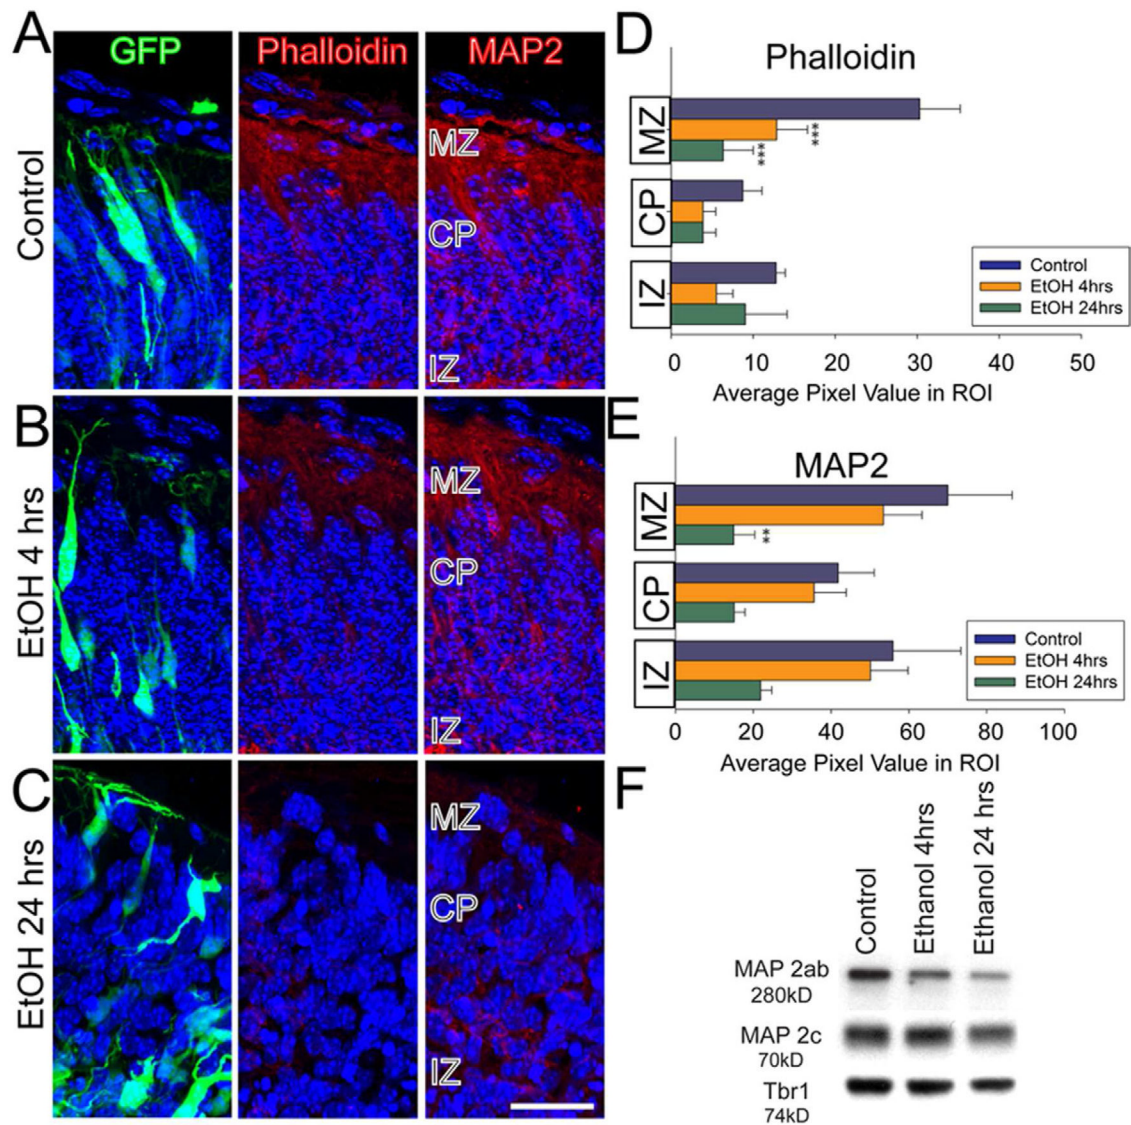 A
GFP
Phalloidin
MAP2
Control
MZ
CP
IZ
B
EtOH 4 hrs
MZ
CP
IZ
C
EtOH 24 hrs
MZ
CP
IZ
D
Phalloidin
MZ
***
***
CP
IZ
Control
EtOH 4hrs
EtOH 24hrs
0 10 20 30 40 50
Average Pixel Value in ROI
E
MAP2
MZ
**
CP
IZ
Control
EtOH 4hrs
EtOH 24hrs
0 20 40 60 80 100
Average Pixel Value in ROI
F
Control
Ethanol 4hrs
Ethanol 24 hrs
MAP 2ab
280kD
MAP 2c
70kD
Tbr1
74kD